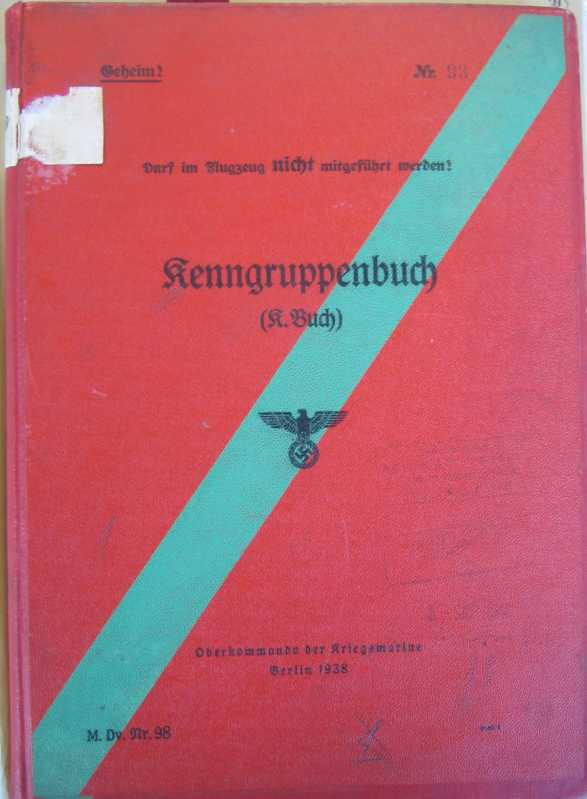 Geheim!
Nr. 93
Darf im Flugzeug nicht mitgeführt werden!
Kenngruppenbuch
(K. Buch)
Oberkommando der Kriegsmarine
Berlin 1938
M. Dv. Nr. 98